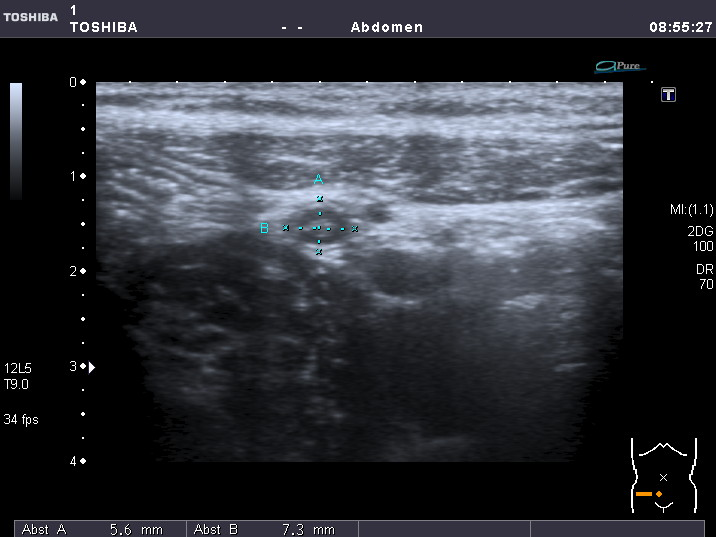 TOSHIBA
1
TOSHIBA
- -
Abdomen
08:55:27
aPure
T
0
1
2
3
4
A
B
MI:(1.1)
2DG
100
DR
70
12L5
T9.0
34 fps
Abst A 5.6 mm
Abst B 7.3 mm